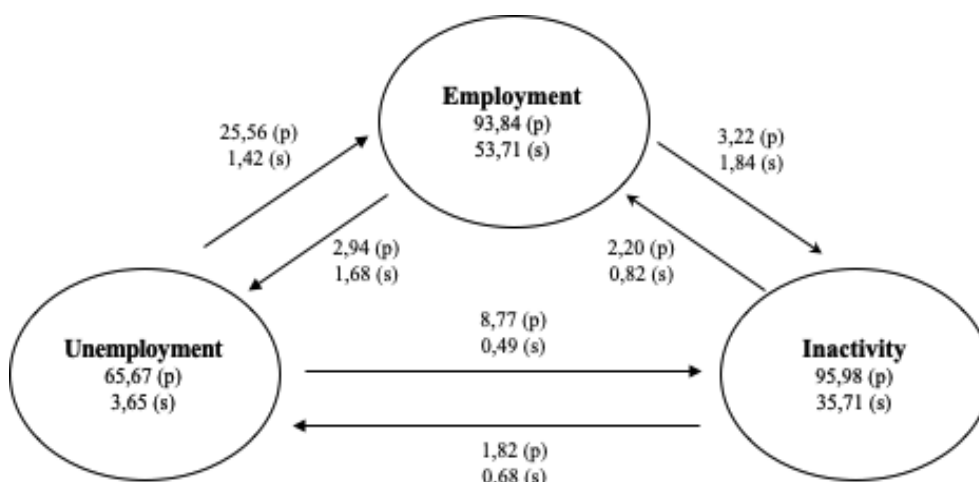 Employment
93,84 (p)
53,71 (s)
25,56 (p)
1,42 (s)
3,22 (p)
1,84 (s)
2,94 (p)
1,68 (s)
2,20 (p)
0,82 (s)
Unemployment
65,67 (p)
3,65 (s)
8,77 (p)
0,49 (s)
Inactivity
95,98 (p)
35,71 (s)
1,82 (p)
0,68 (s)